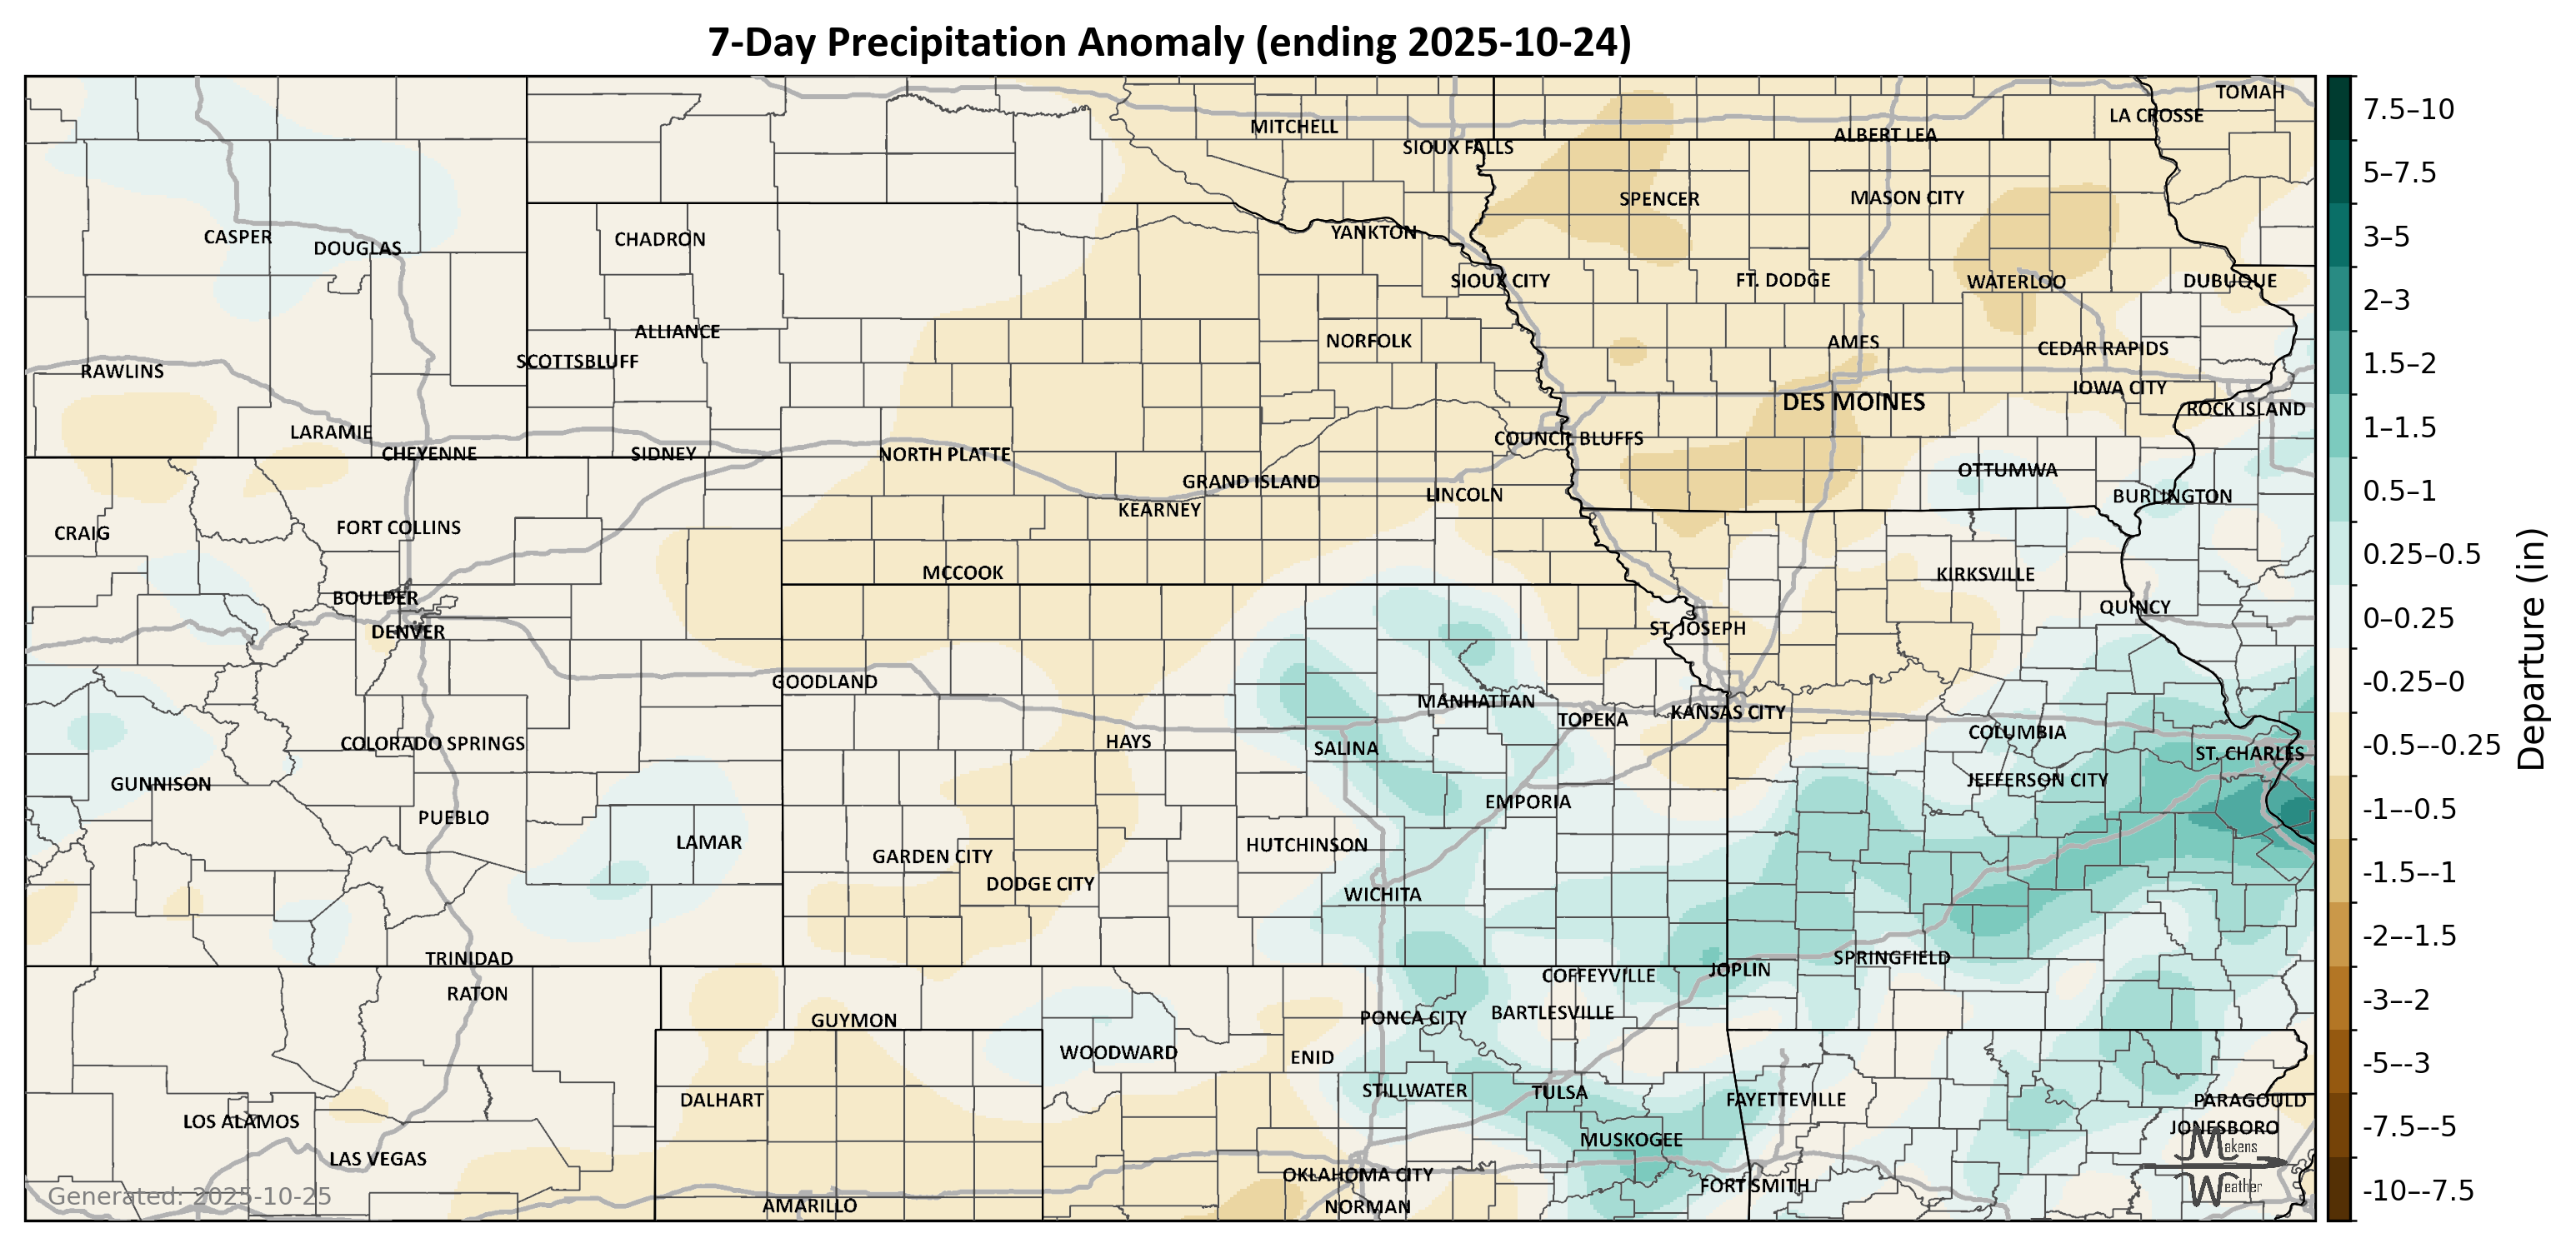 7-Day Precipitation Anomaly (ending 2025-10-24)
TOMAH
LA CROSSE
MITCHELL
ALBERT LEA
SIOUX FALLS
SPENCER
MASON CITY
CASPER
DOUGLAS
CHADRON
YANKTON
SIOUX CITY
FT. DODGE
WATERLOO
DUBUQUE
ALLIANCE
NORFOLK
AMES
CEDAR RAPIDS
SCOTTSBLUFF
RAWLINS
IOWA CITY
DES MOINES
ROCK ISLAND
LARAMIE
COUNCIL BLUFFS
CHEYENNE
SIDNEY
NORTH PLATTE
OTTUMWA
GRAND ISLAND
LINCOLN
BURLINGTON
KEARNEY
CRAIG
FORT COLLINS
MCCOOK
KIRKSVILLE
BOULDER
QUINCY
DENVER
ST. JOSEPH
GOODLAND
MANHATTAN
TOPEKA
KANSAS CITY
COLUMBIA
COLORADO SPRINGS
HAYS
SALINA
ST. CHARLES
GUNNISON
JEFFERSON CITY
EMPORIA
PUEBLO
LAMAR
HUTCHINSON
GARDEN CITY
DODGE CITY
WICHITA
TRINIDAD
SPRINGFIELD
COFFEYVILLE
JOPLIN
RATON
BARTLESVILLE
GUYMON
PONCA CITY
WOODWARD
ENID
STILLWATER
TULSA
DALHART
FAYETTEVILLE
PARAGOULD
LOS ALAMOS
JONESBORO
MUSKOGEE
LAS VEGAS
OKLAHOMA CITY
FORT SMITH
AMARILLO
NORMAN
Generated: 2025-10-25
Makens
Weather
7.5–10
5–7.5
3–5
2–3
1.5–2
1–1.5
0.5–1
0.25–0.5
0–0.25
-0.25–0
-0.5–-0.25
-1–-0.5
-1.5–-1
-2–-1.5
-3–-2
-5–-3
-7.5–-5
-10–-7.5
Departure (in)